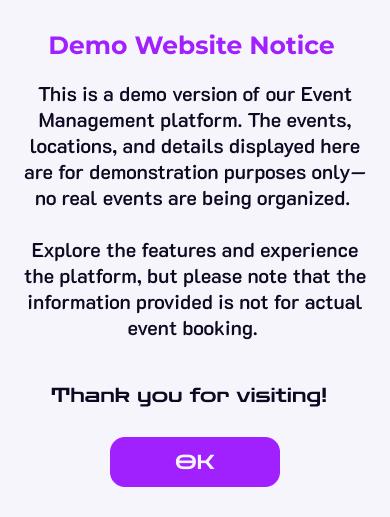 Demo Website Notice
This is a demo version of our Event
Management platform. The events,
locations, and details displayed here
are for demonstration purposes only—
no real events are being organized.
Explore the features and experience
the platform, but please note that the
information provided is not for actual
event booking.
Thank you for visiting!
OK